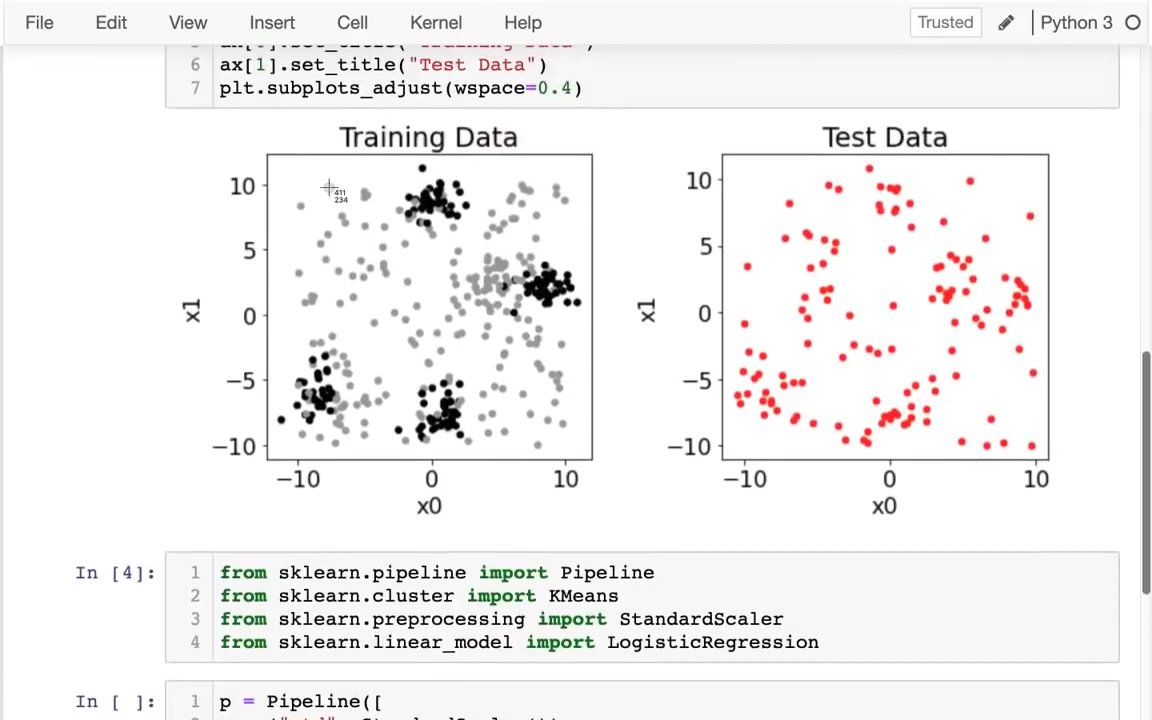 File Edit View Insert Cell Kernel Help Trusted Python 3
6 ax[1].set_title("Test Data")
7 plt.subplots_adjust(wspace=0.4)
Training Data Test Data
10 5 0 −5 −10
x1
−10 0 10
x0
10 5 0 −5 −10
x1
−10 0 10
x0
411
234
In [4]: 1 from sklearn.pipeline import Pipeline
2 from sklearn.cluster import KMeans
3 from sklearn.preprocessing import StandardScaler
4 from sklearn.linear_model import LogisticRegression
In [ ]: 1 p = Pipeline([